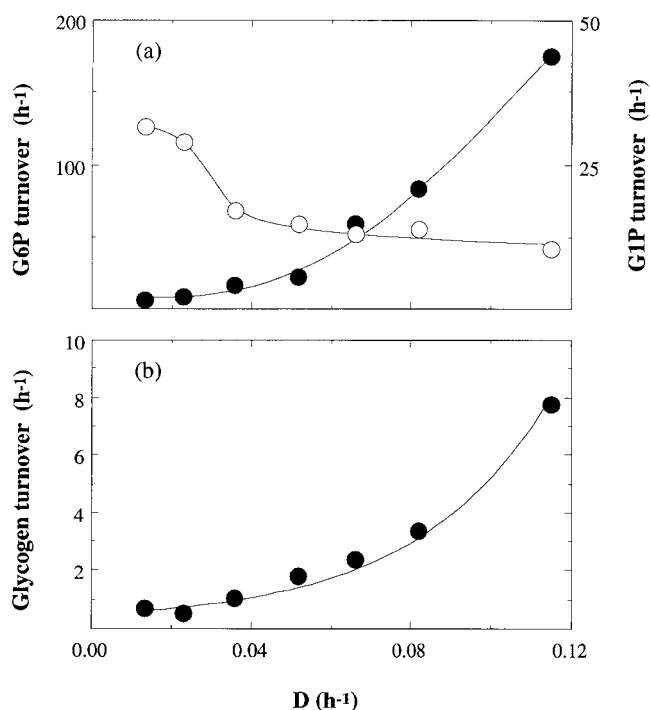 200
50
(a)
G6P turnover (h-1)
G1P turnover (h-1)
100
25
10
(b)
8
Glycogen turnover (h-1)
6
4
2
0.00
0.04
0.08
0.12
D (h-1)